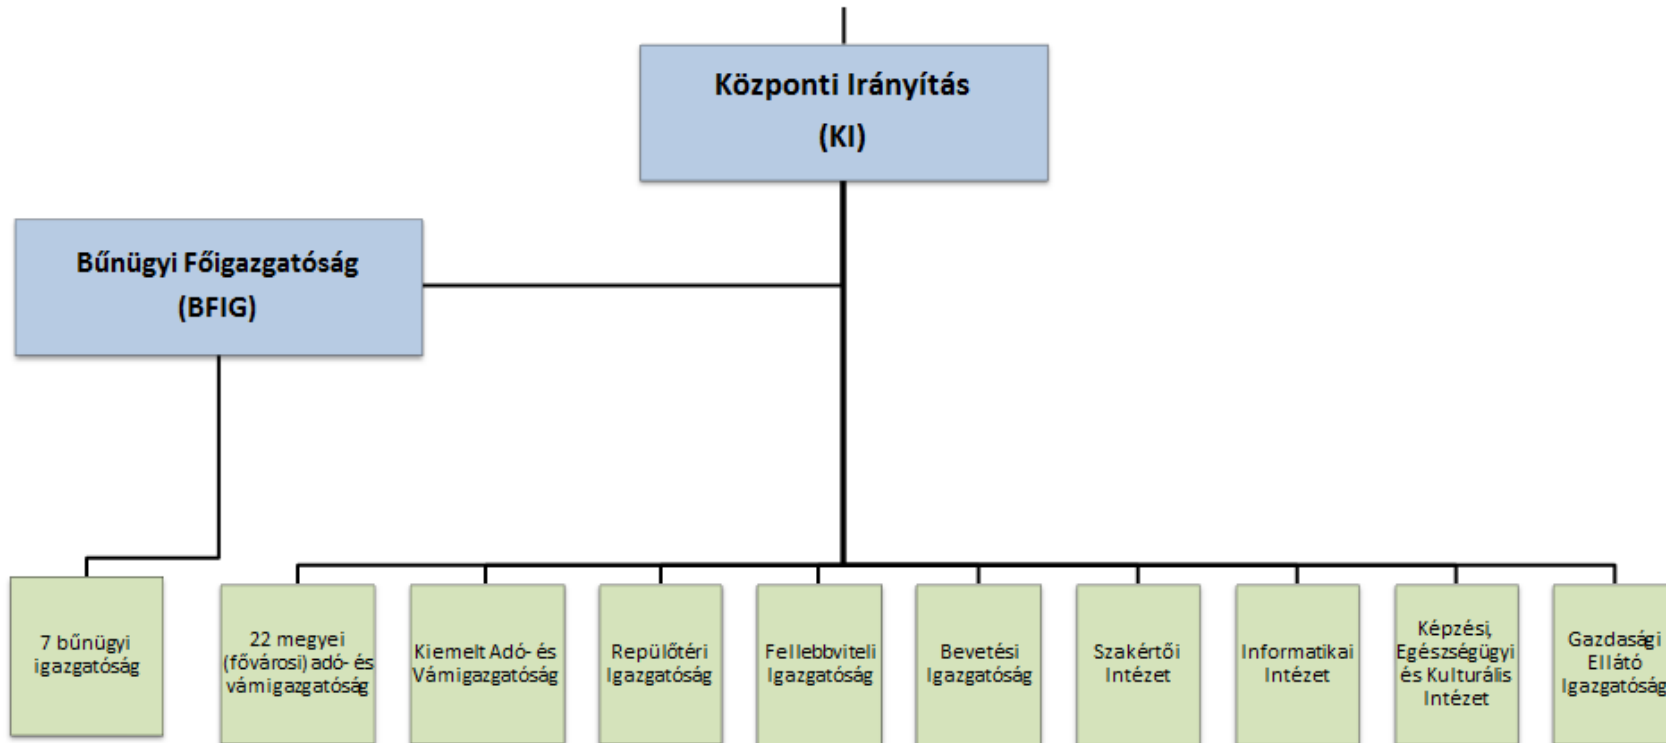 Központi Irányítás
(KI)
Bűnügyi Főigazgatóság
(BFIG)
7 bűnügyi
igazgatóság
22 megyei
(fővárosi) adó- és
vámigazgatóság
Kiemelt Adó- és
Vámigazgatóság
Repülőtéri
Igazgatóság
Fellebbviteli
Igazgatóság
Bevetési
Igazgatóság
Szakértői
Intézet
Informatikai
Intézet
Képzési,
Egészségügyi
és Kulturális
Intézet
Gazdasági
Ellátó
Igazgatóság